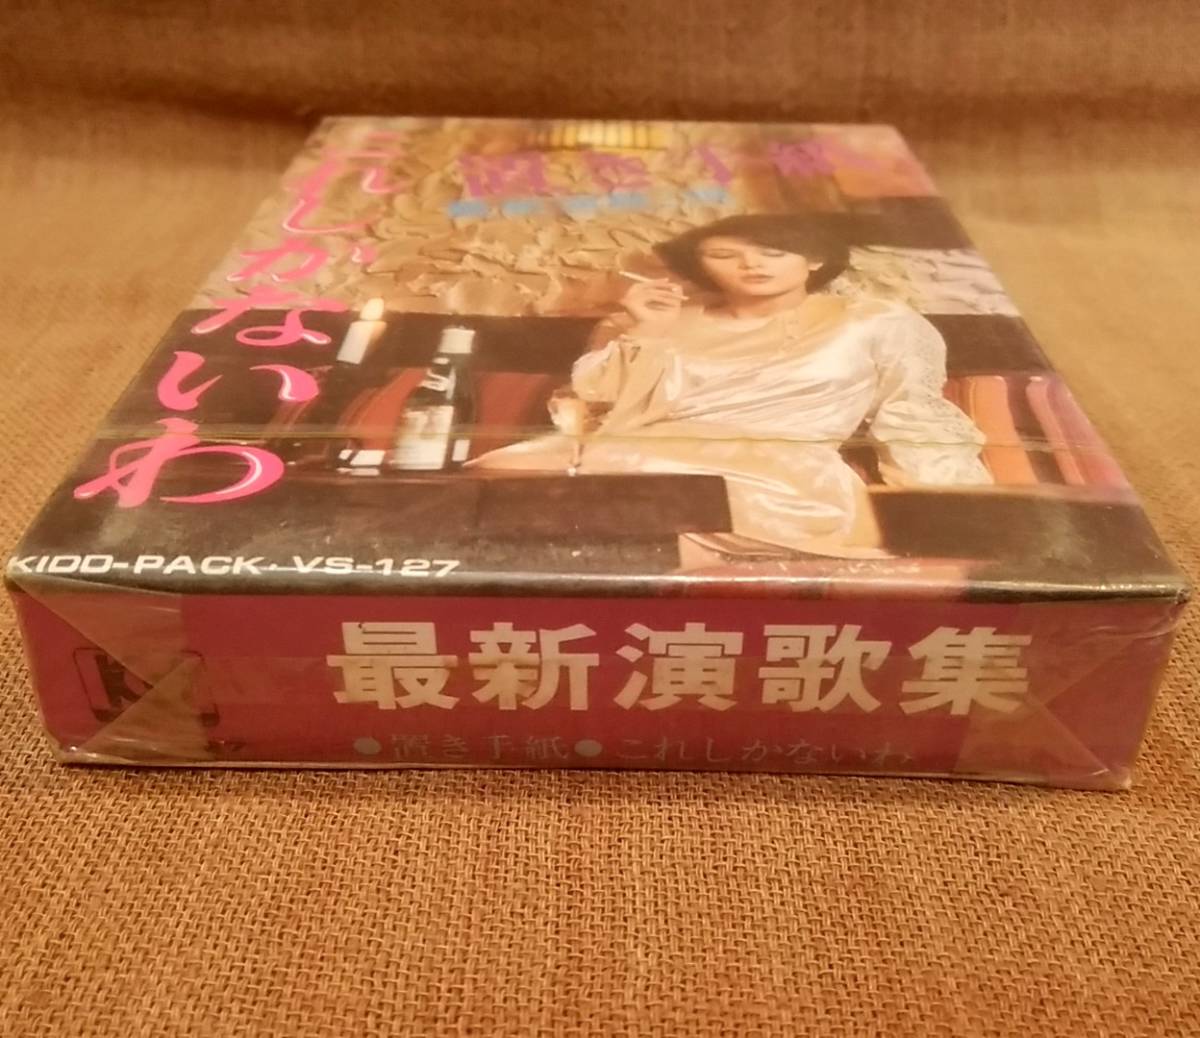 置き手紙
これしかないわ
KIDD-PACK・VS-127
最新演歌集
●置き手紙●これしかないわ